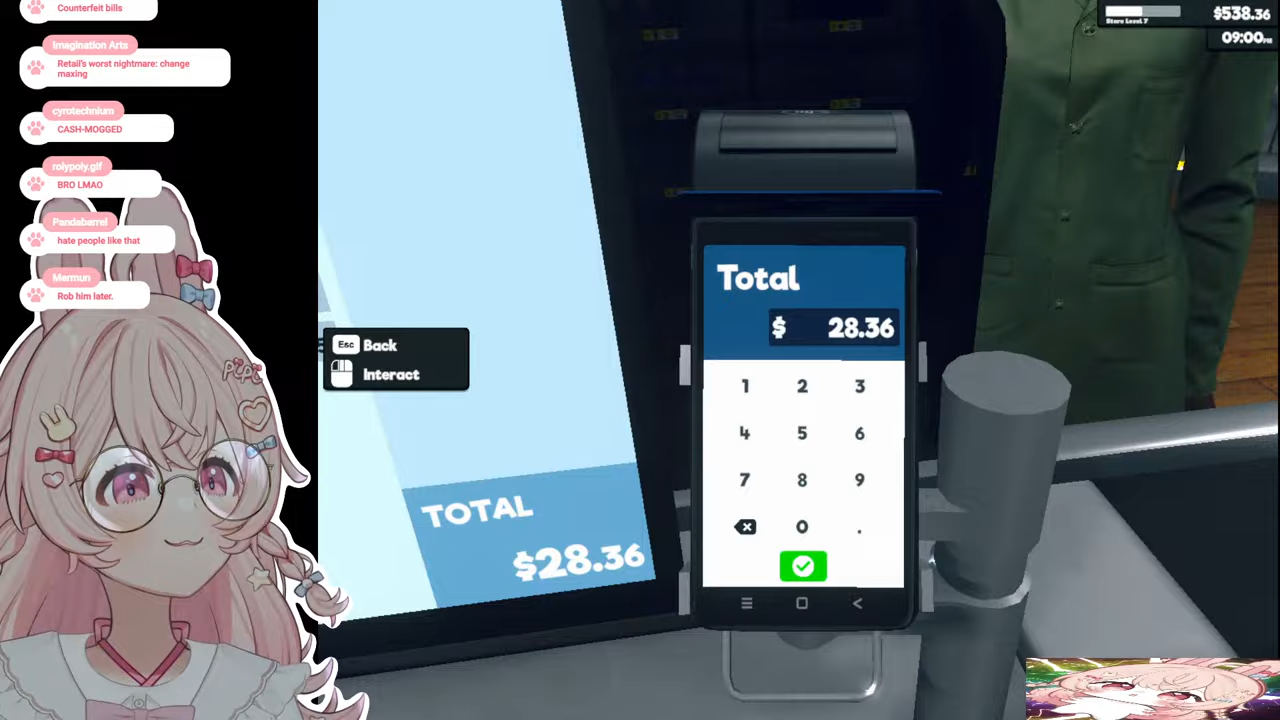 Counterfeit bills
Imagination Arts
Retail's worst nightmare: change
maxing
cyrotechnium
CASH-MOGGED
rolypoly.gif
BRO LMAO
Pandabarrel
hate people like that
Mermun
Rob him later.
PiPi
Esc Back
Interact
TOTAL
$28.36
Total
$ 28.36
1 2 3
4 5 6
7 8 9
0 .
$538.36
Store Level 7
09:00PM